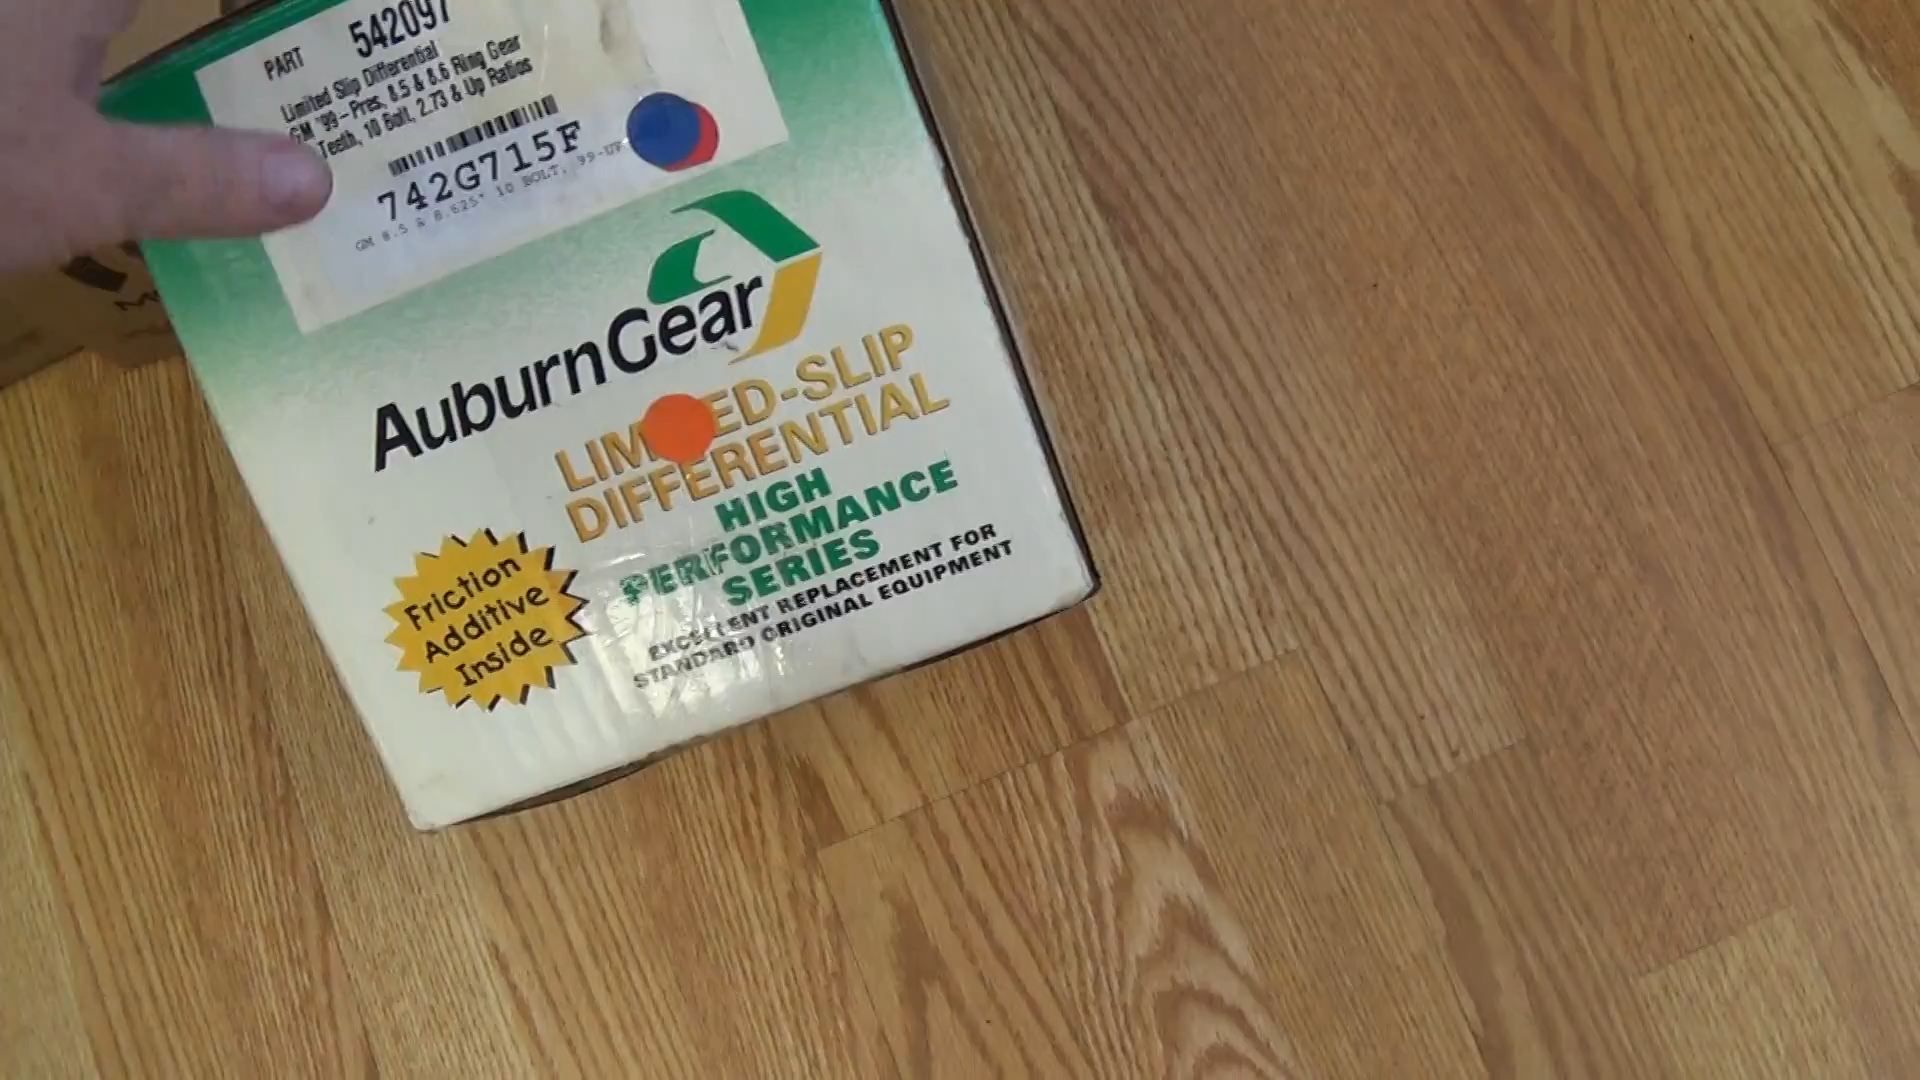 PART 542097
Limited Slip Differential
GM '99-Pres, 8.5 & 8.6 Ring Gear
Teeth, 10 Bolt, 2.73 & Up Ratios
742G715F
GM 8.5 & 8.625" 10 BOLT, 99-UP
AuburnGear
LIM ED-SLIP
DIFFERENTIAL
HIGH
PERFORMANCE
SERIES
EXCELLENT REPLACEMENT FOR
STANDARD ORIGINAL EQUIPMENT
Friction
Additive
Inside